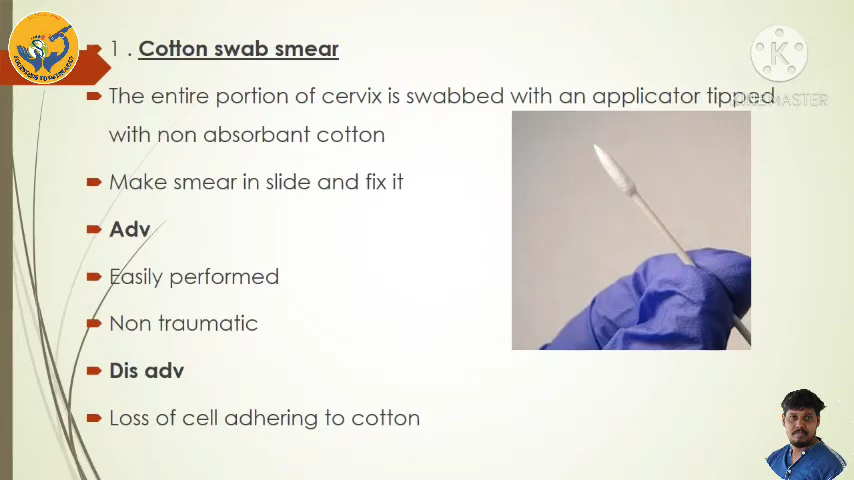 1 . Cotton swab smear
The entire portion of cervix is swabbed with an applicator tipped
with non absorbant cotton
Make smear in slide and fix it
Adv
Easily performed
Non traumatic
Dis adv
Loss of cell adhering to cotton